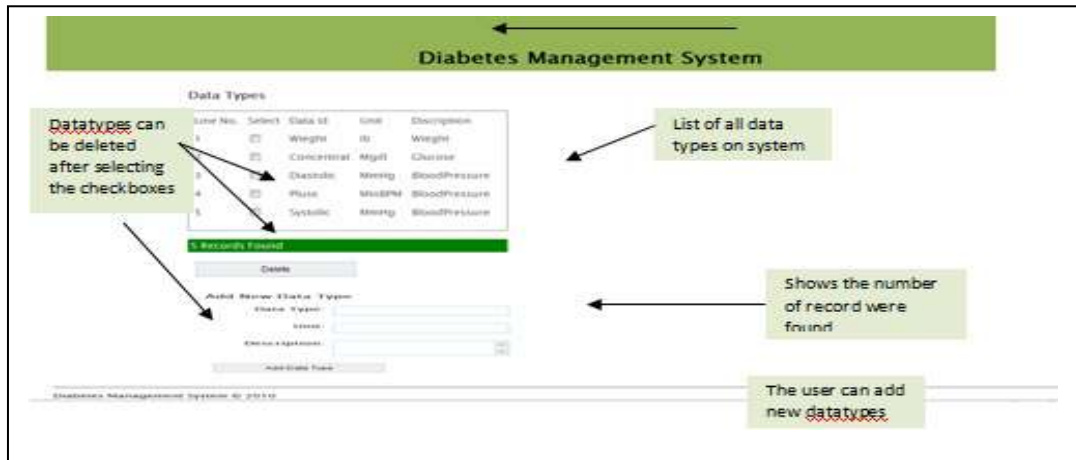 Diabetes Management System
Data Types
Line No. Select Data Id Unit Discription
1 Wieght lb Wieght
Concentrat Mgdl Glucose
3 Diastolic MmHg BloodPressure
4 Pluse MinBPM BloodPressure
5 Systolic MmHg BloodPressure
5 Records Found
Delete
Add New Data Type
Data Type:
Unit:
Description:
Add Data Type
Diabetes Management System © 2010
Datatypes can
be deleted
after selecting
the checkboxes
List of all data
types on system
Shows the number
of record were
found
The user can add
new datatypes